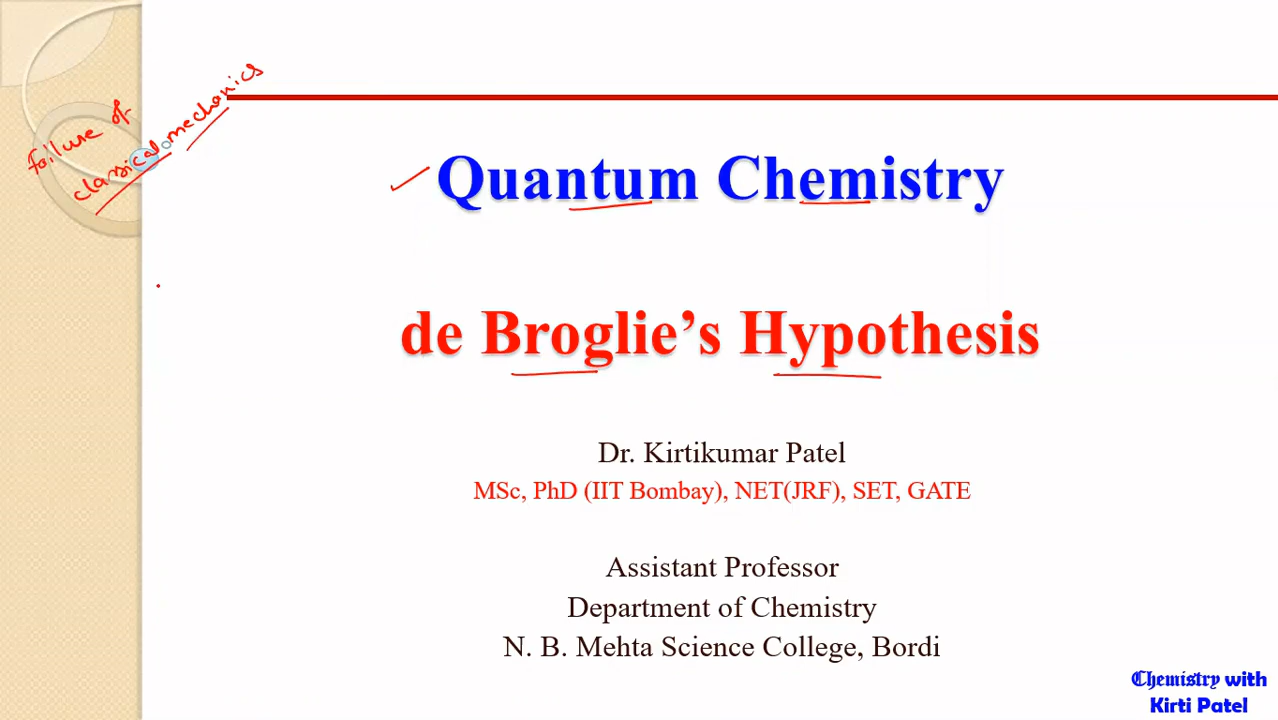 failure of
classical mechanics
Quantum Chemistry
de Broglie’s Hypothesis
Dr. Kirtikumar Patel
MSc, PhD (IIT Bombay), NET(JRF), SET, GATE
Assistant Professor
Department of Chemistry
N. B. Mehta Science College, Bordi
Chemistry with
Kirti Patel